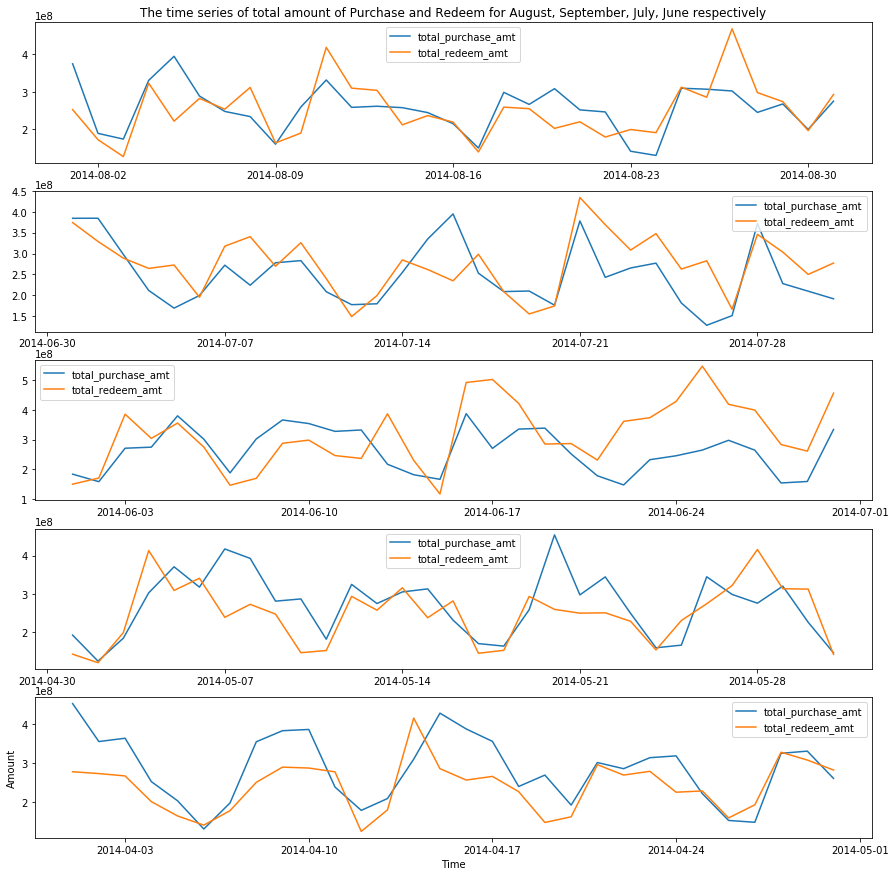 The time series of total amount of Purchase and Redeem for August, September, July, June respectively
1e8
total_purchase_amt
total_redeem_amt
4
3
2
2014-08-02 2014-08-09 2014-08-16 2014-08-23 2014-08-30
1e8
4.5
total_purchase_amt
total_redeem_amt
4.0
3.5
3.0
2.5
2.0
1.5
2014-06-30 2014-07-07 2014-07-14 2014-07-21 2014-07-28
1e8
total_purchase_amt
total_redeem_amt
5
4
3
2
1
2014-06-03 2014-06-10 2014-06-17 2014-06-24 2014-07-01
1e8
total_purchase_amt
total_redeem_amt
4
3
2
2014-04-30 2014-05-07 2014-05-14 2014-05-21 2014-05-28
1e8
total_purchase_amt
total_redeem_amt
4
3
2
Amount
2014-04-03 2014-04-10 2014-04-17 2014-04-24 2014-05-01
Time